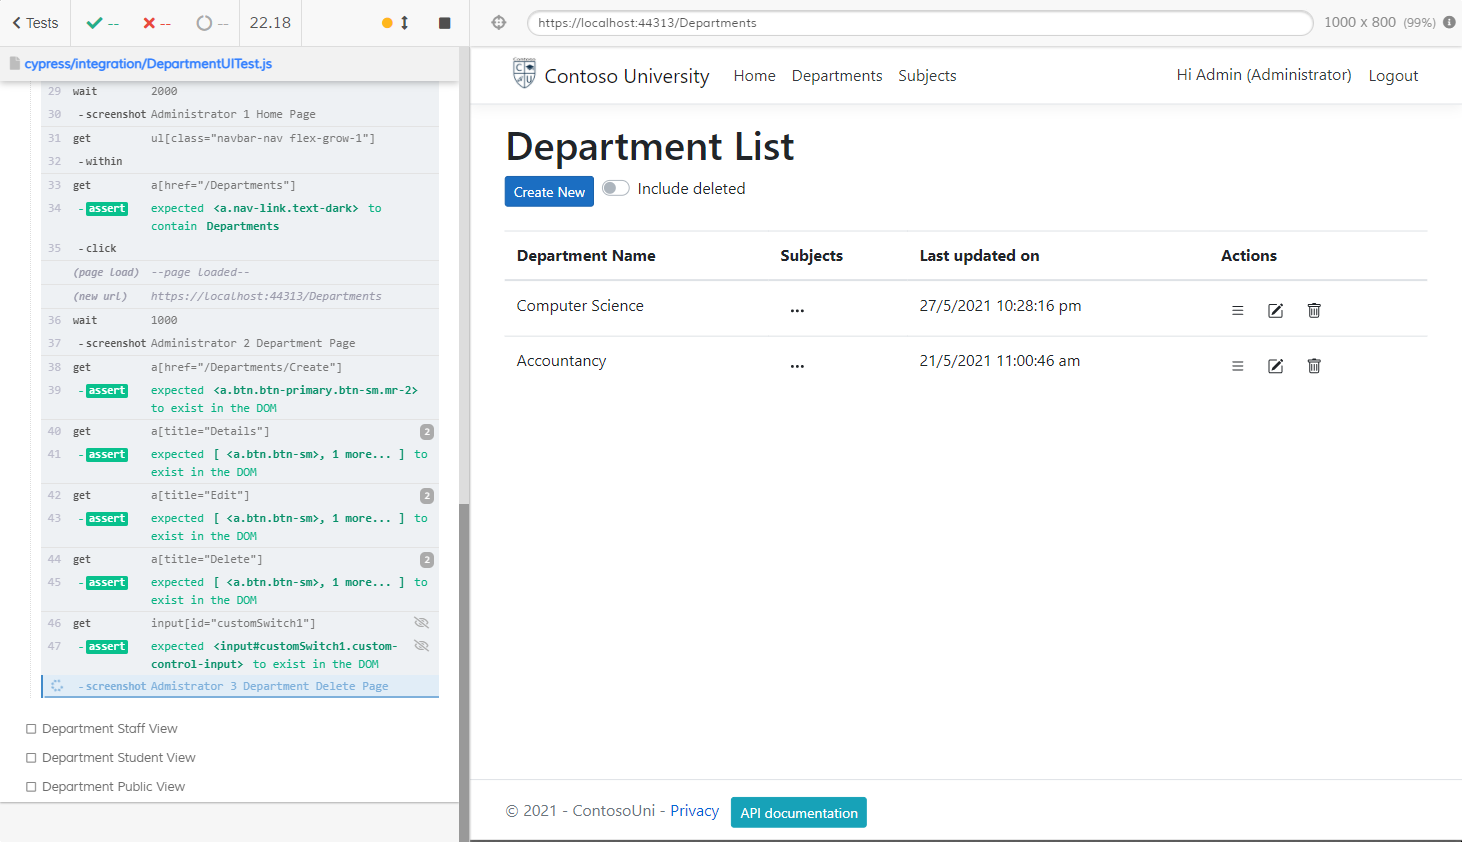 Tests
--
--
--
22.18
cypress/integration/DepartmentUITest.js
29 wait 2000
30 -screenshot Administrator 1 Home Page
31 get ul[class="navbar-nav flex-grow-1"]
32 -within
33 get a[href="/Departments"]
34 -assert expected <a.nav-link.text-dark> to
contain Departments
35 -click
(page load) --page loaded--
(new url) https://localhost:44313/Departments
36 wait 1000
37 -screenshot Administrator 2 Department Page
38 get a[href="/Departments/Create"]
39 -assert expected <a.btn.btn-primary.btn-sm.mr-2>
to exist in the DOM
40 get a[title="Details"] 2
41 -assert expected [ <a.btn.btn-sm>, 1 more... ] to
exist in the DOM
42 get a[title="Edit"] 2
43 -assert expected [ <a.btn.btn-sm>, 1 more... ] to
exist in the DOM
44 get a[title="Delete"] 2
45 -assert expected [ <a.btn.btn-sm>, 1 more... ] to
exist in the DOM
46 get input[id="customSwitch1"]
47 -assert expected <input#customSwitch1.custom-
control-input> to exist in the DOM
-screenshot Admistrator 3 Department Delete Page
Department Staff View
Department Student View
Department Public View
https://localhost:44313/Departments
1000 x 800 (99%)
Contoso University
Home
Departments
Subjects
Hi Admin (Administrator)
Logout
Department List
Create New
Include deleted
Department Name Subjects Last updated on Actions
Computer Science ... 27/5/2021 10:28:16 pm
Accountancy ... 21/5/2021 11:00:46 am
© 2021 - ContosoUni - Privacy
API documentation